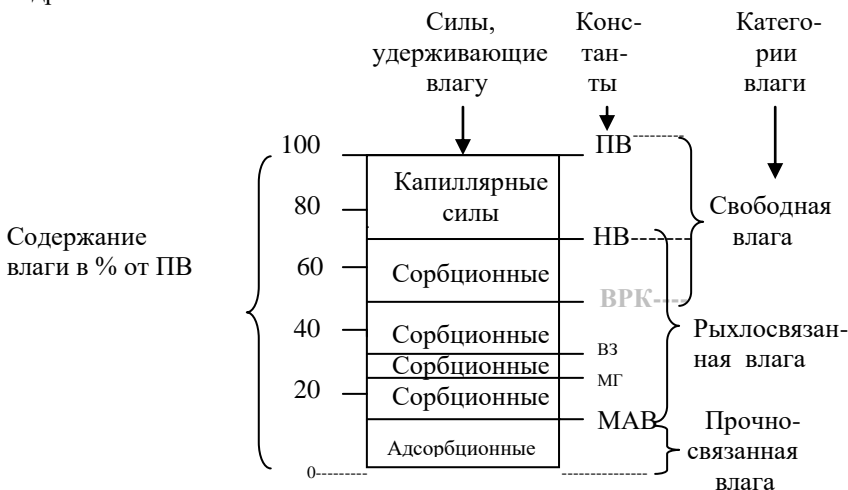 Силы,
удерживающие
влагу
Конс-
тан-
ты
Катего-
рии
влаги
100
ПВ
Капиллярные
силы
80
Свободная
влага
Содержание
влаги в % от ПВ
НВ
60
Сорбционные
ВРК
40
Сорбционные
Рыхлосвязан-
ная влага
ВЗ
Сорбционные
МГ
20
Сорбционные
МАВ
Прочно-
связанная
влага
Адсорбционные
0